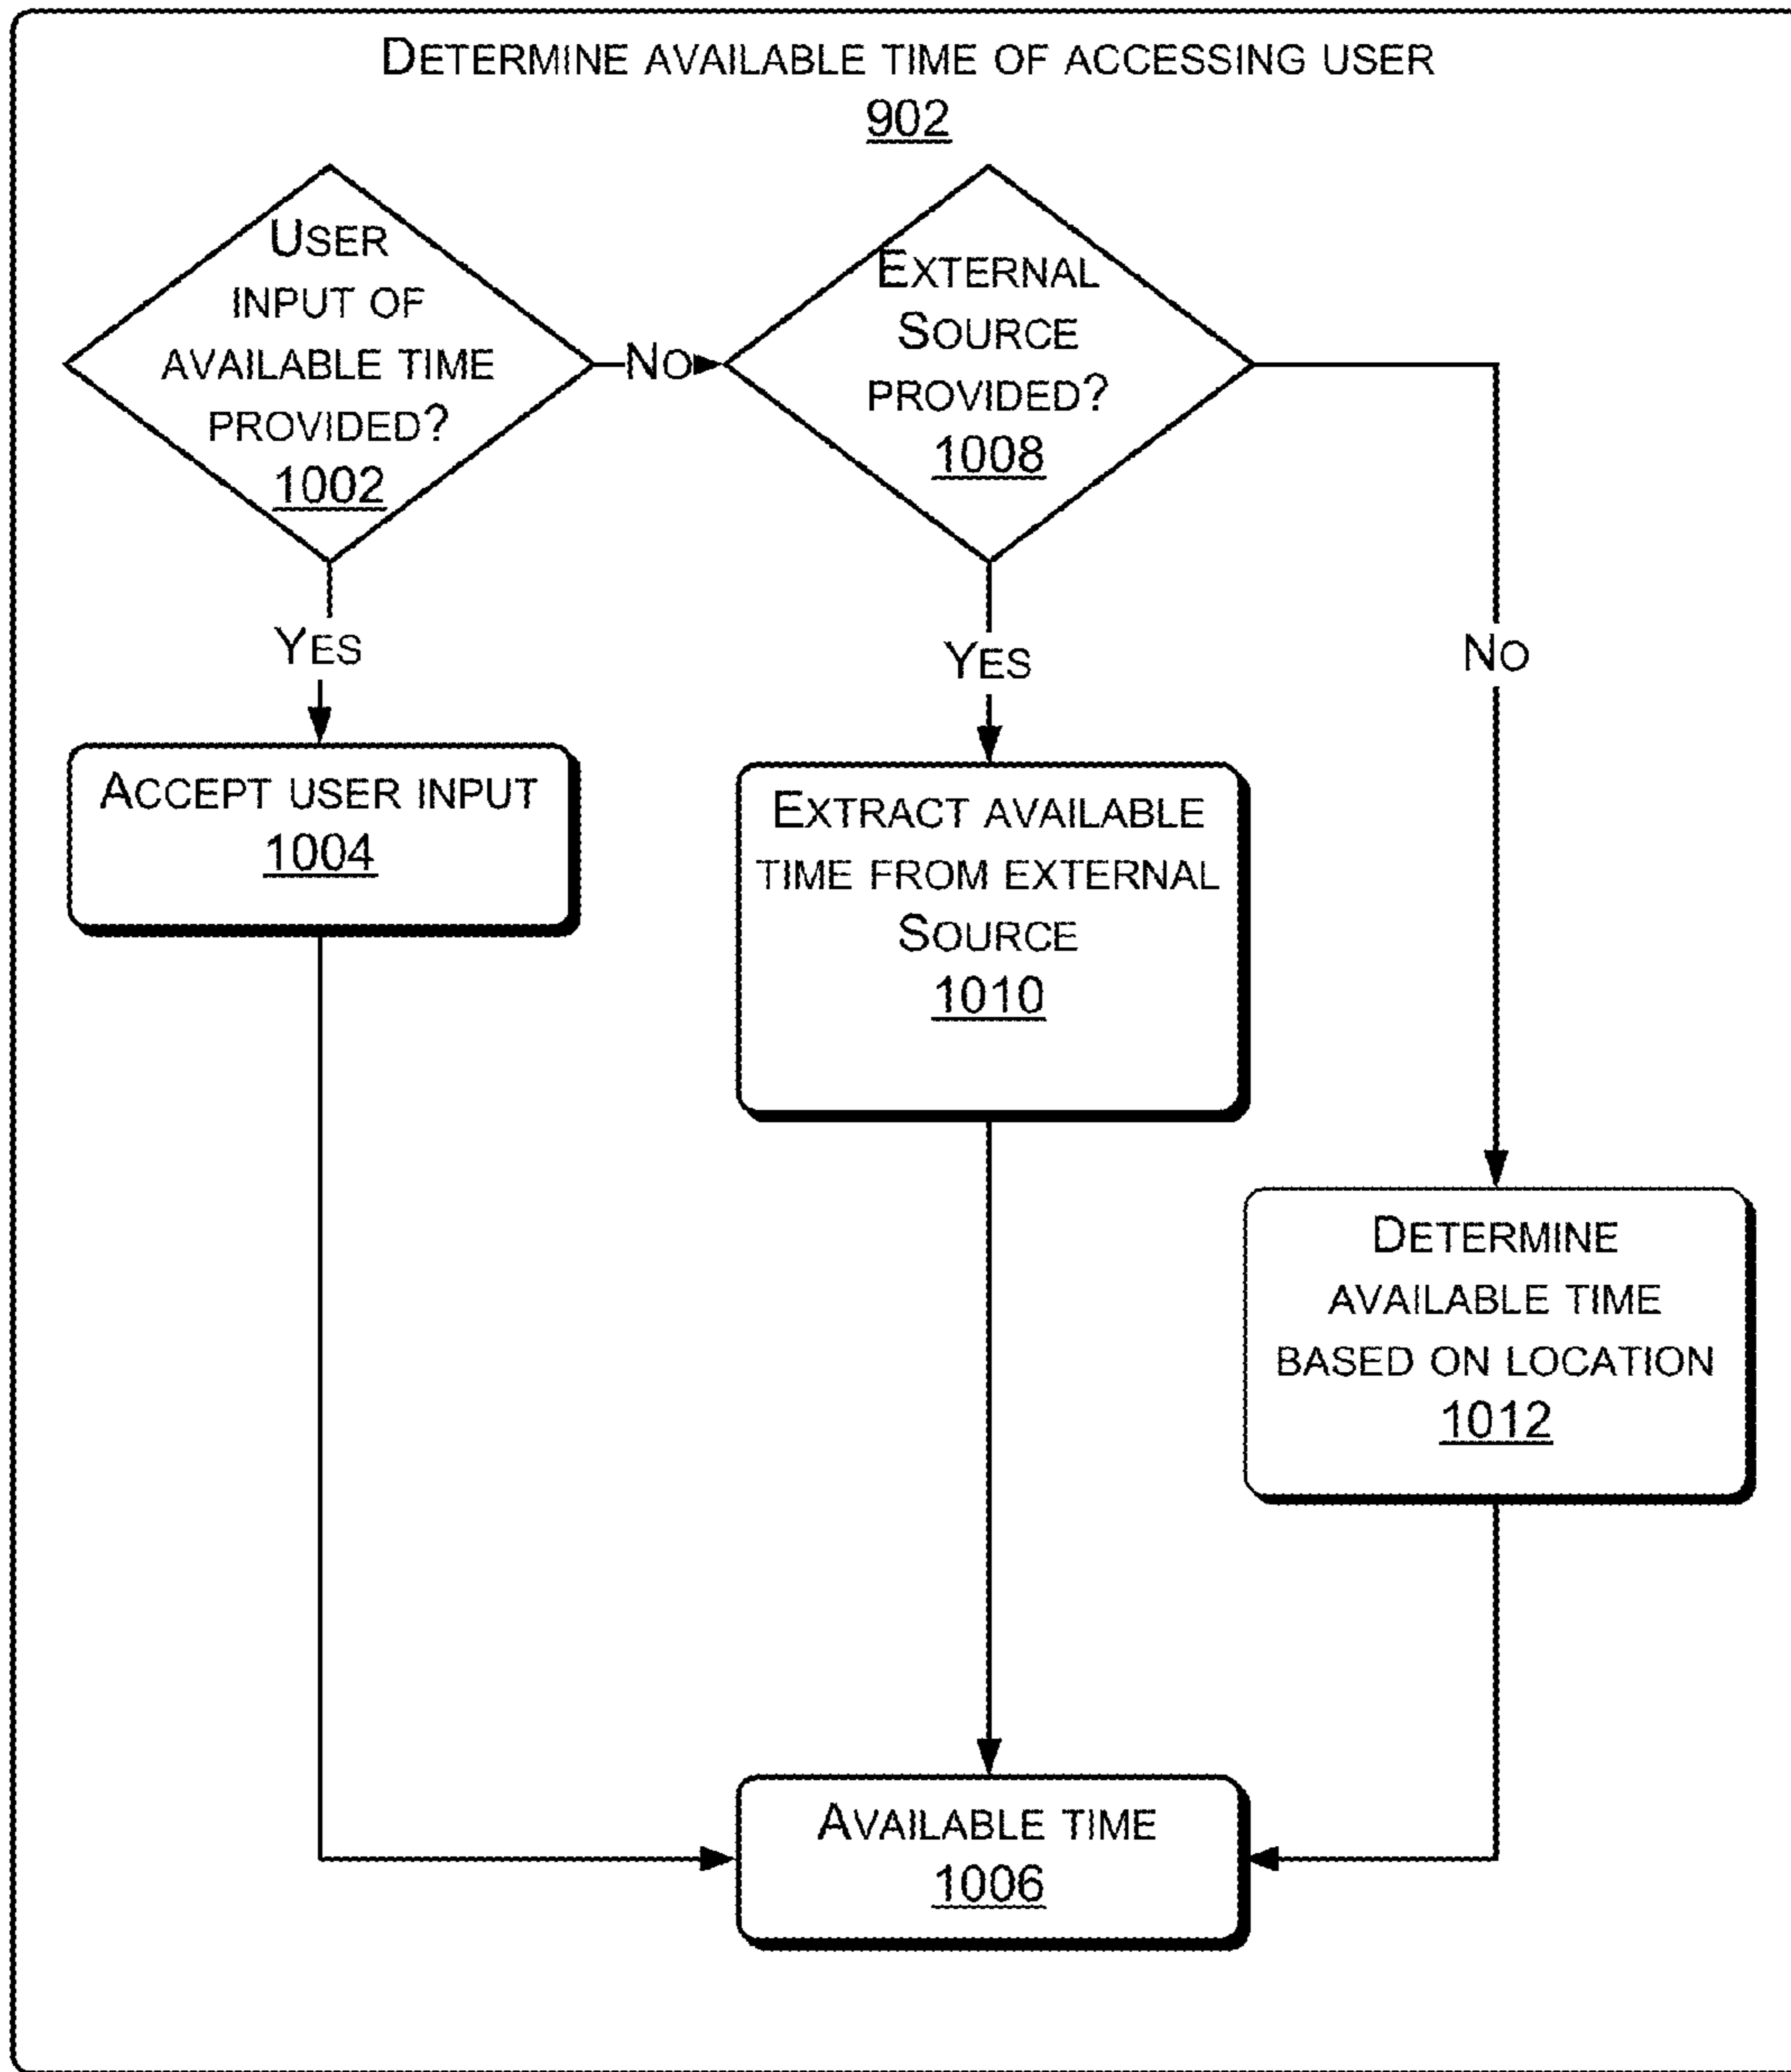 DETERMINE AVAILABLE TIME OF ACCESSING USER
902
USER
INPUT OF
AVAILABLE TIME
PROVIDED?
1002
NO
EXTERNAL
SOURCE
PROVIDED?
1008
YES
YES
NO
ACCEPT USER INPUT
1004
EXTRACT AVAILABLE
TIME FROM EXTERNAL
SOURCE
1010
DETERMINE
AVAILABLE TIME
BASED ON LOCATION
1012
AVAILABLE TIME
1006